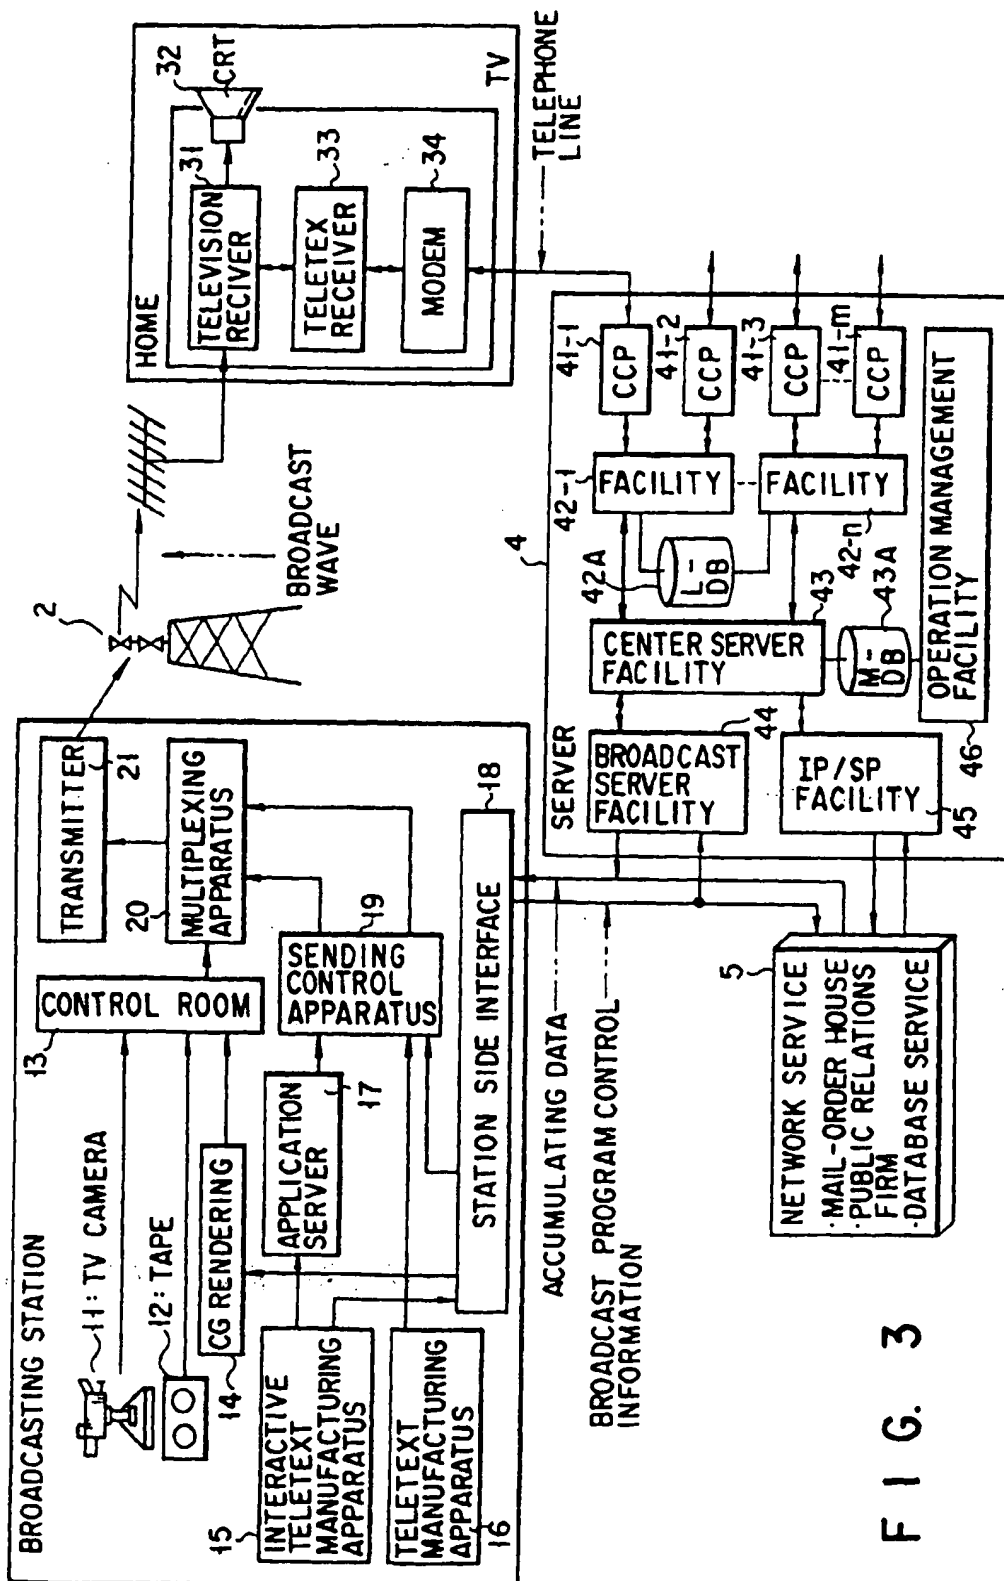 BROADCASTING STATION
11: TV CAMERA
12: TAPE
13
CONTROL ROOM
14
CG RENDERING
15
INTERACTIVE
TELETEXT
MANUFACTURING
APPARATUS
TELETEXT
MANUFACTURING
APPARATUS
16
APPLICATION
SERVER
17
SENDING
CONTROL
APPARATUS
19
20
MULTIPLEXING
APPARATUS
TRANSMITTER
21
STATION SIDE INTERFACE
18
2
BROADCAST
WAVE
HOME
TELEVISION
RECIVER
31
32
CRT
TELETEX
RECEIVER
33
MODEM
34
TV
TELEPHONE
LINE
ACCUMULATING DATA
BROADCAST PROGRAM CONTROL
INFORMATION
4
SERVER
BROADCAST
SERVER
FACILITY
44
IP/SP
FACILITY
45
CENTER SERVER
FACILITY
43
42A
L-
DB
M-
DB
43A
42-1
FACILITY
FACILITY
42-n
41-1
CCP
41-2
CCP
41-3
CCP
41-m
CCP
OPERATION MANAGEMENT
FACILITY
46
5
NETWORK SERVICE
·MAIL-ORDER HOUSE
·PUBLIC RELATIONS
FIRM
·DATABASE SERVICE
FIG. 3